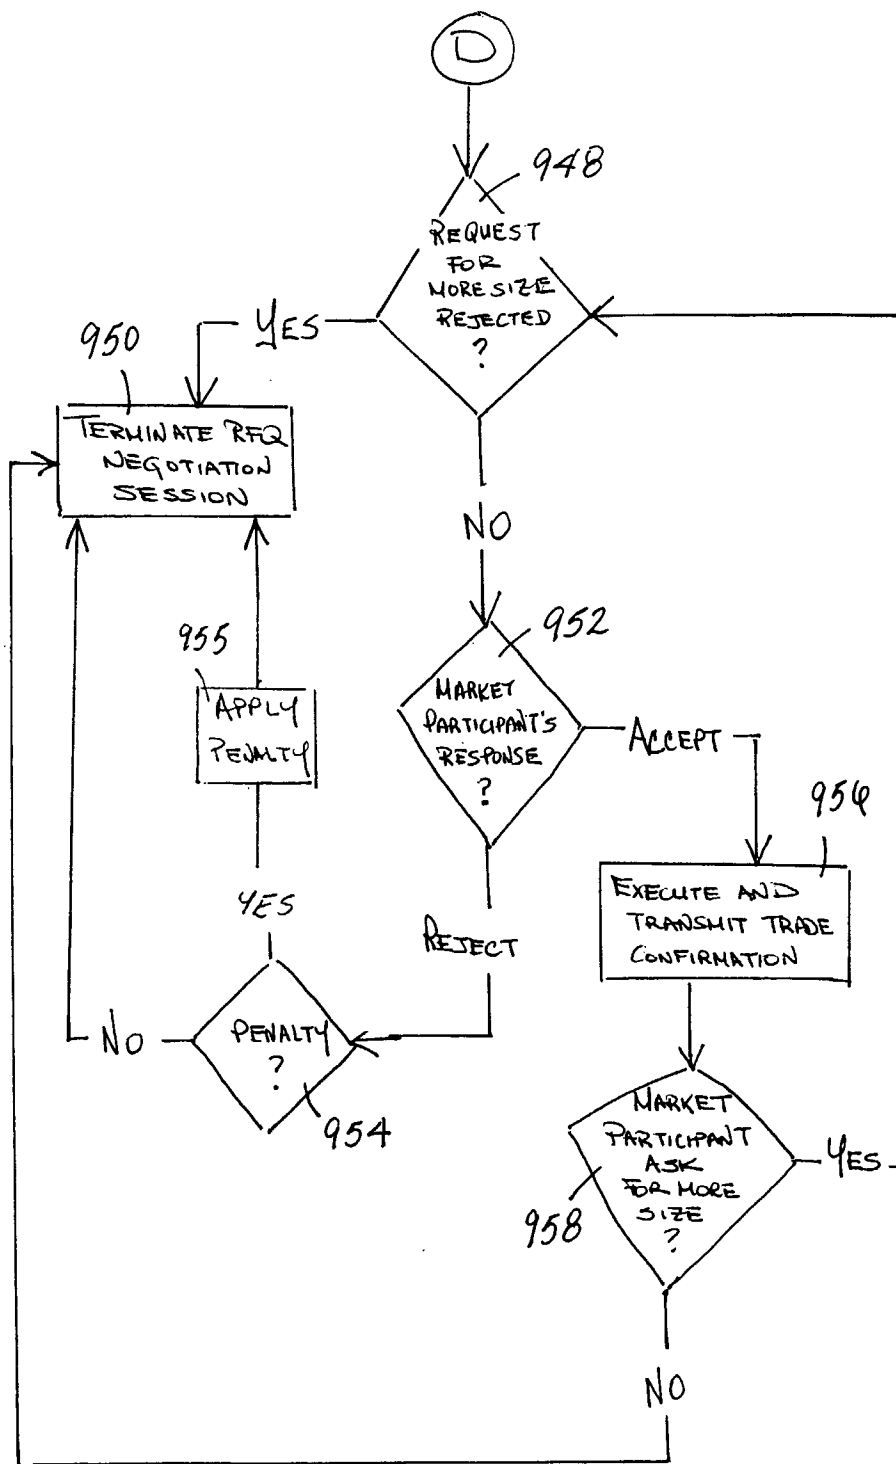 D
948
REQUEST
FOR
MORE SIZE
REJECTED
?
YES
950
TERMINATE RFQ
NEGOTIATION
SESSION
NO
952
955
MARKET
PARTICIPANT'S
RESPONSE
?
APPLY
PENALTY
ACCEPT
956
EXECUTE AND
TRANSMIT TRADE
CONFIRMATION
YES
REJECT
NO
PENALTY
?
954
MARKET
PARTICIPANT
ASK
FOR MORE
SIZE
?
YES
958
NO